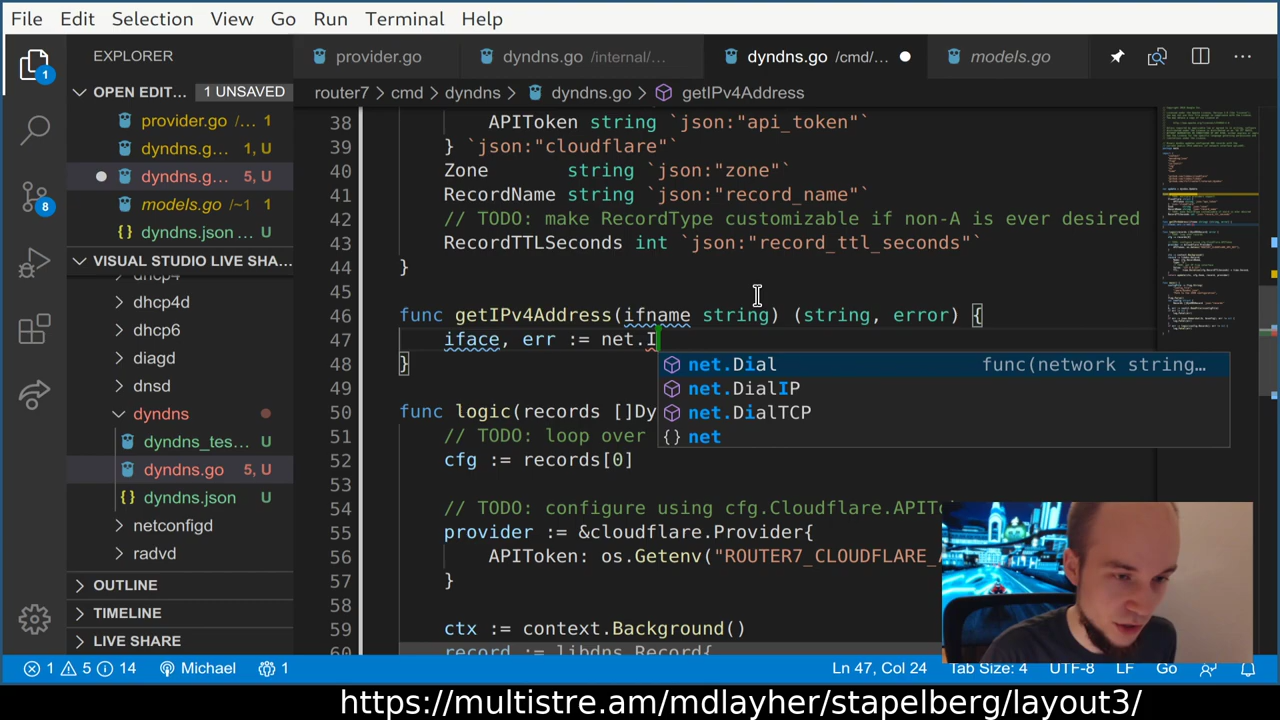 File Edit Selection View Go Run Terminal Help
EXPLORER
OPEN EDIT... 1 UNSAVED
provider.go /... 1
dyndns.g... 1, U
dyndns.g... 5, U
models.go /~1 1
dyndns.json ... U
VISUAL STUDIO LIVE SHA...
dhcp4
dhcp4d
dhcp6
diagd
dnsd
dyndns
dyndns_tes... U
dyndns.go 5, U
dyndns.json U
netconfigd
radvd
OUTLINE
TIMELINE
LIVE SHARE
1
8
provider.go dyndns.go /internal/... dyndns.go /cmd/... models.go
router7 > cmd > dyndns > dyndns.go > getIPv4Address
38 APIToken string `json:"api_token"`
39 } `json:"cloudflare"`
40 Zone string `json:"zone"`
41 RecordName string `json:"record_name"`
42 // TODO: make RecordType customizable if non-A is ever desired
43 RecordTTLSeconds int `json:"record_ttl_seconds"`
44 }
45
46 func getIPv4Address(ifname string) (string, error) {
47 iface, err := net.I
48 }
49
50 func logic(records []Dy
51 // TODO: loop over
52 cfg := records[0]
53
54 // TODO: configure using cfg.Cloudflare.APITo
55 provider := &cloudflare.Provider{
56 APIToken: os.Getenv("ROUTER7_CLOUDFLARE_
57 }
58
59 ctx := context.Background()
60 record := libdns.Record{
net.Dial func(network string...
net.DialIP
net.DialTCP
{} net
1 5 14 Michael 1 Ln 47, Col 24 Tab Size: 4 UTF-8 LF Go
https://multistre.am/mdlayher/stapelberg/layout3/